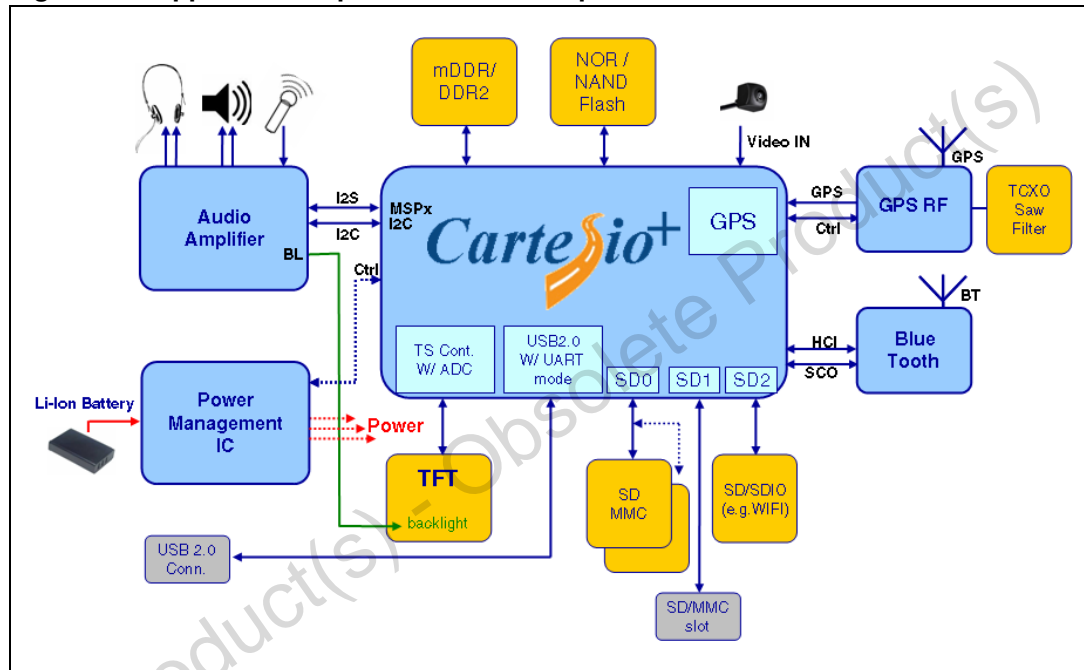 mDDR/
DDR2
NOR /
NAND
Flash
Video IN
Audio
Amplifier
BL
I2S
I2C
MSPx
I2C
Ctrl
Cartesio+
GPS
GPS
Ctrl
GPS RF
GPS
TCXO
Saw
Filter
BT
HCI
SCO
Blue
Tooth
TS Cont.
W/ ADC
USB2.0
W/ UART
mode
SD0
SD1
SD2
Li-Ion Battery
Power
Management
IC
Power
TFT
backlight
SD
MMC
SD/SDIO
(e.g.WIFI)
USB 2.0
Conn.
SD/MMC
slot
oduct(s) - Obsolete Product(s)